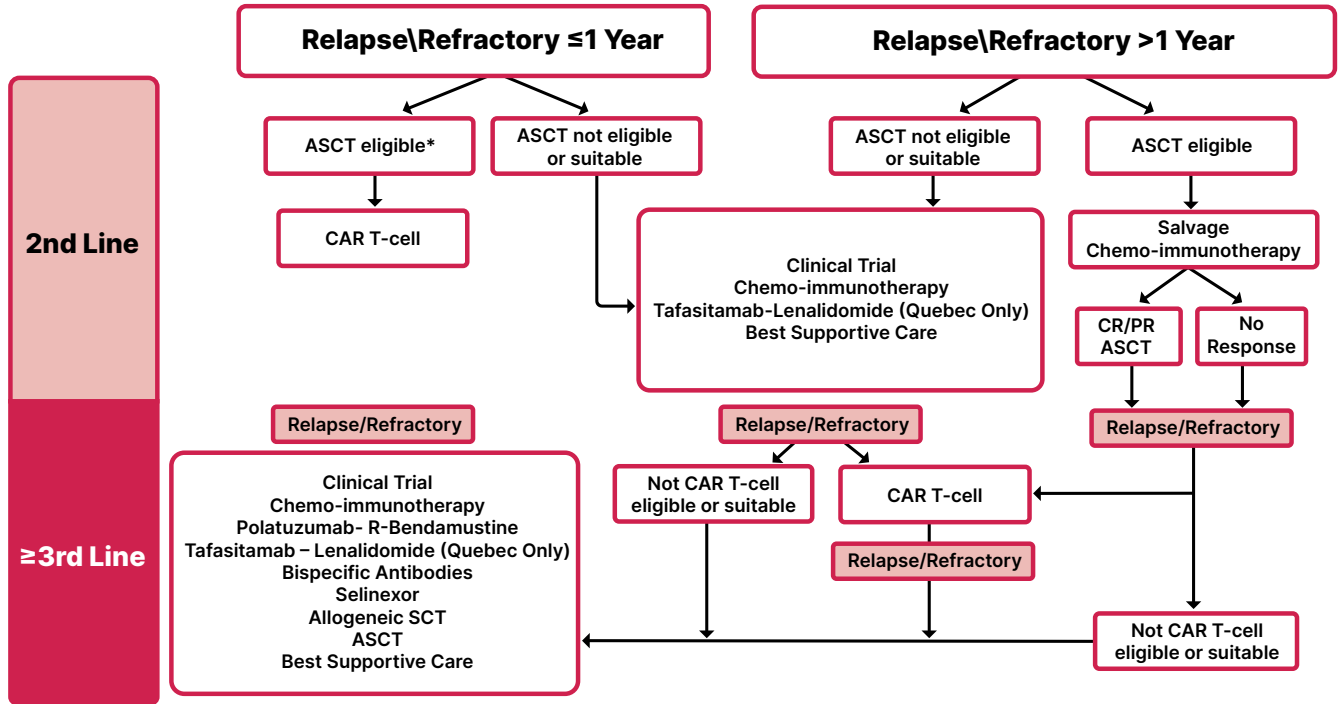 Relapse\Refractory ≤1 Year
Relapse\Refractory >1 Year
2nd Line
ASCT eligible*
ASCT not eligible
or suitable
ASCT not eligible
or suitable
ASCT eligible
CAR T-cell
Clinical Trial
Chemo-immunotherapy
Tafasitamab-Lenalidomide (Quebec Only)
Best Supportive Care
Salvage
Chemo-immunotherapy
CR/PR
ASCT
No
Response
≥3rd Line
Relapse/Refractory
Relapse/Refractory
Relapse/Refractory
Clinical Trial
Chemo-immunotherapy
Polatuzumab- R-Bendamustine
Tafasitamab – Lenalidomide (Quebec Only)
Bispecific Antibodies
Selinexor
Allogeneic SCT
ASCT
Best Supportive Care
Not CAR T-cell
eligible or suitable
CAR T-cell
Relapse/Refractory
Not CAR T-cell
eligible or suitable